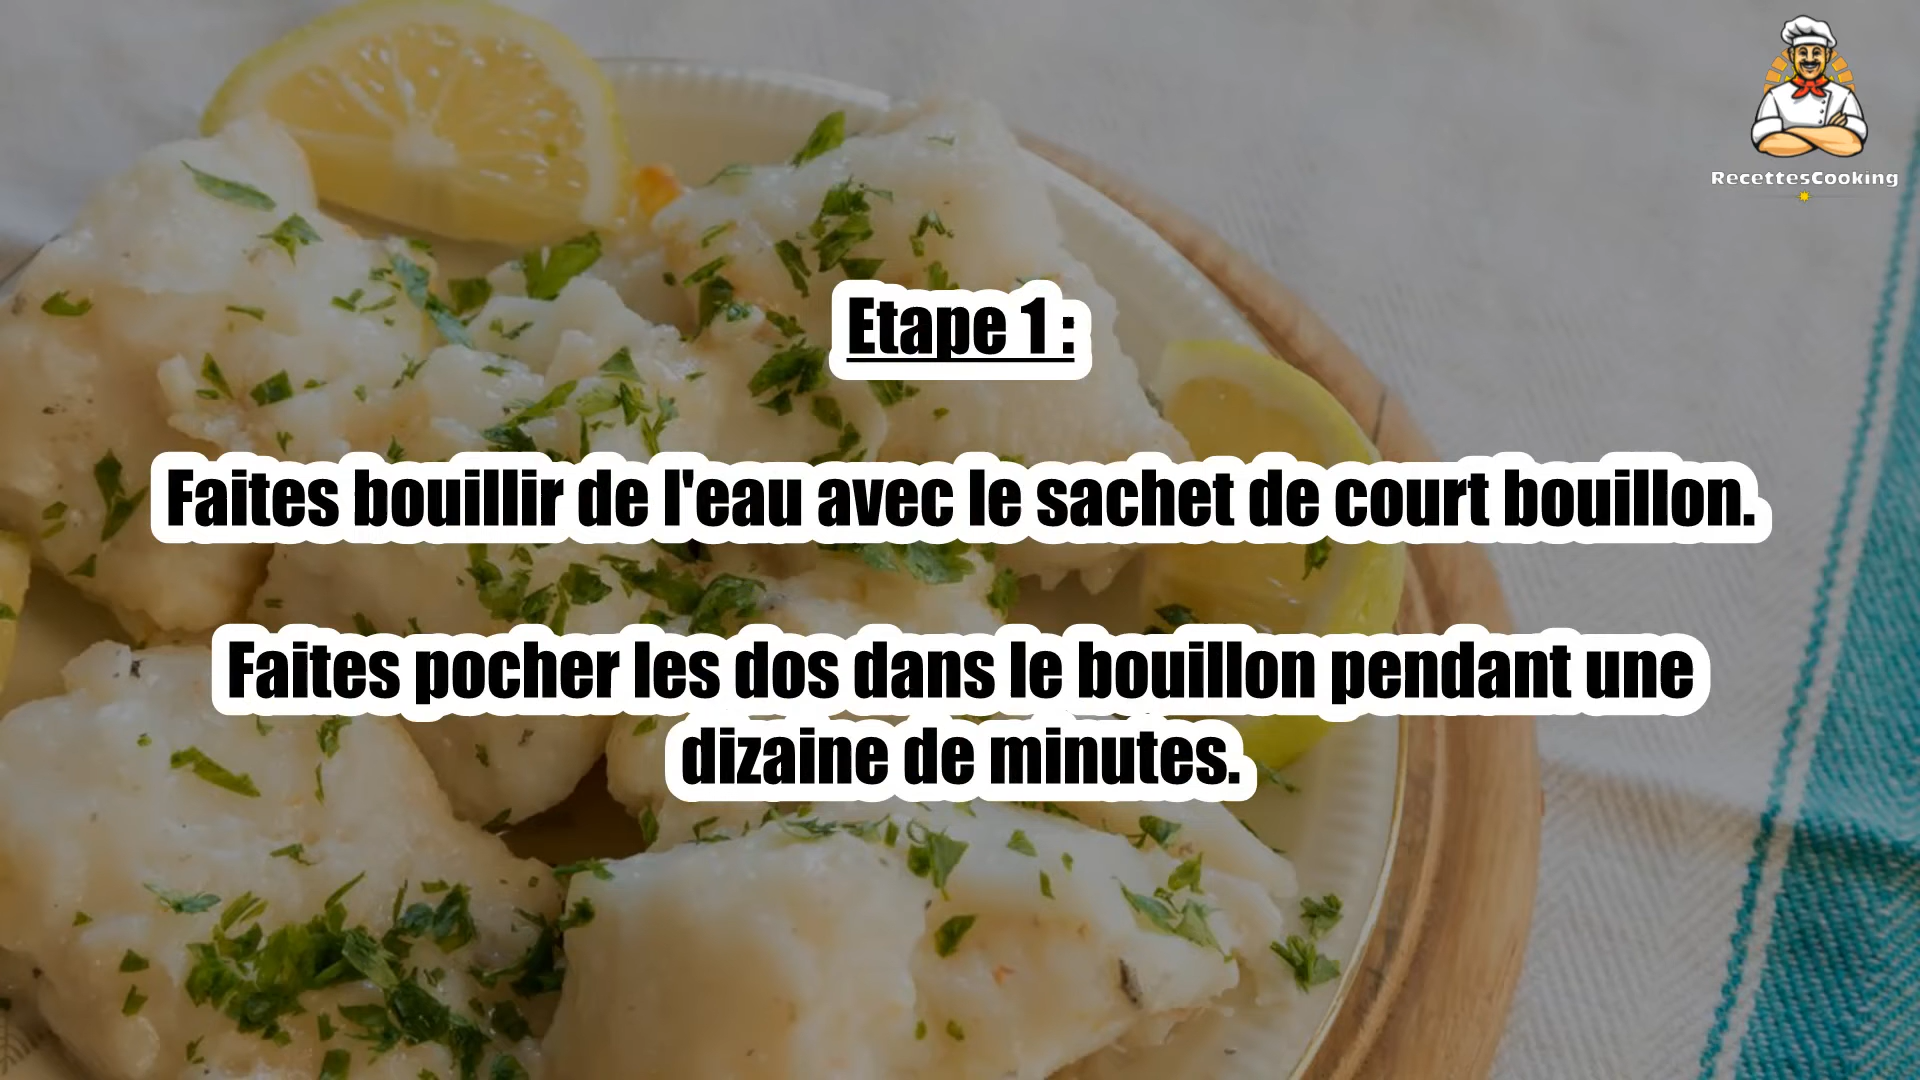 RecettesCooking
Etape 1 :
Faites bouillir de l'eau avec le sachet de court bouillon.
Faites pocher les dos dans le bouillon pendant une
dizaine de minutes.